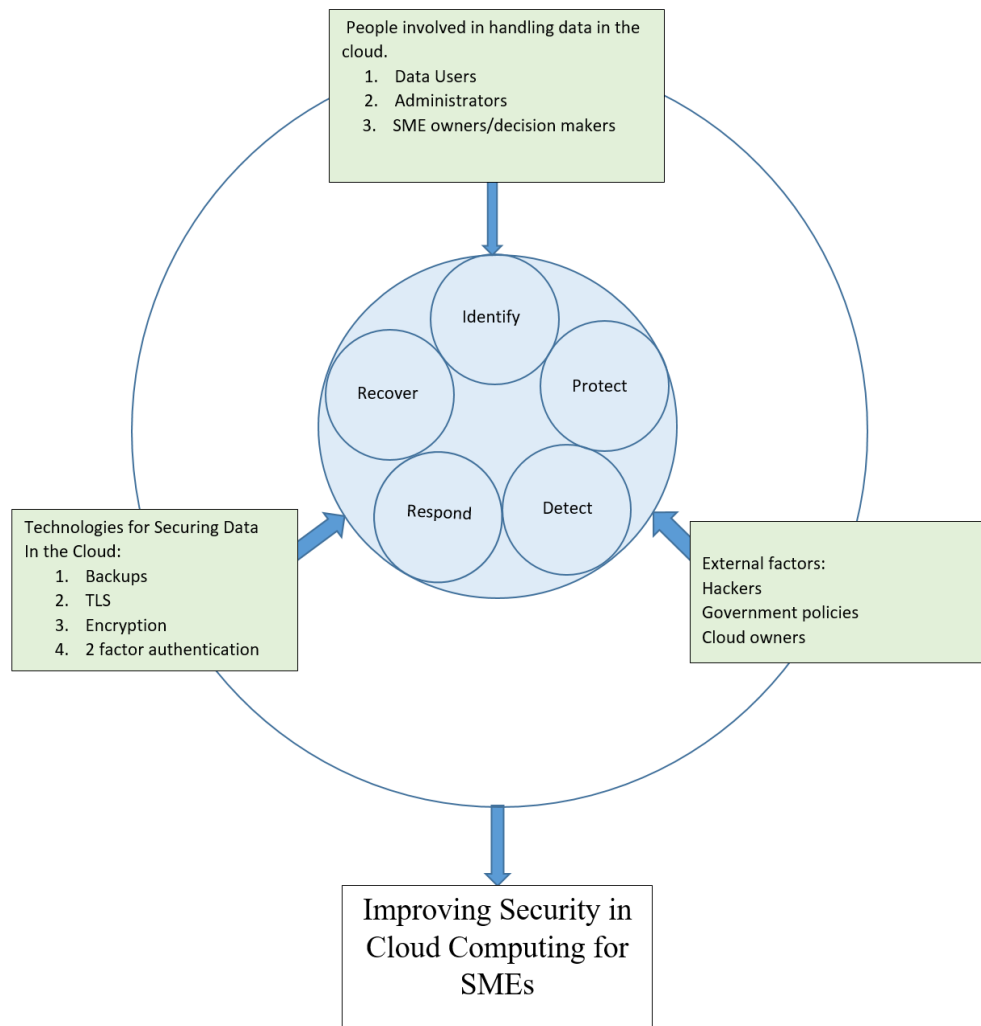 People involved in handling data in the
cloud.
1. Data Users
2. Administrators
3. SME owners/decision makers
Identify
Protect
Recover
Respond
Detect
Technologies for Securing Data
In the Cloud:
1. Backups
2. TLS
3. Encryption
4. 2 factor authentication
External factors:
Hackers
Government policies
Cloud owners
Improving Security in
Cloud Computing for
SMEs